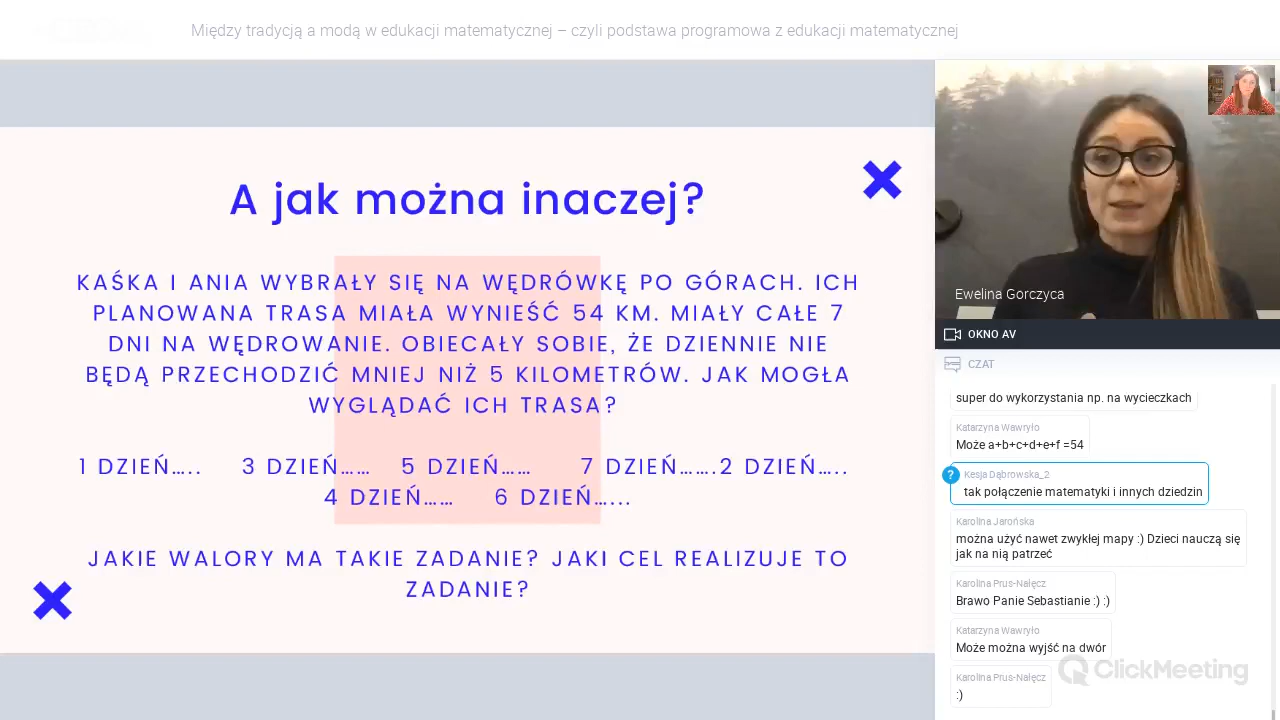 Między tradycją a modą w edukacji matematycznej – czyli podstawa programowa z edukacji matematycznej
A jak można inaczej?
KAŚKA I ANIA WYBRAŁY SIĘ NA WĘDRÓWKĘ PO GÓRACH. ICH
PLANOWANA TRASA MIAŁA WYNIEŚĆ 54 KM. MIAŁY CAŁE 7
DNI NA WĘDROWANIE. OBIECAŁY SOBIE, ŻE DZIENNIE NIE
BĘDĄ PRZECHODZIĆ MNIEJ NIŻ 5 KILOMETRÓW. JAK MOGŁA
WYGLĄDAĆ ICH TRASA?
1 DZIEŃ..... 3 DZIEŃ...... 5 DZIEŃ...... 7 DZIEŃ.......2 DZIEŃ.....
4 DZIEŃ...... 6 DZIEŃ......
JAKIE WALORY MA TAKIE ZADANIE? JAKI CEL REALIZUJE TO
ZADANIE?
Ewelina Gorczyca
OKNO AV
CZAT
super do wykorzystania np. na wycieczkach
Katarzyna Wawryło
Może a+b+c+d+e+f =54
?
Kesja Dąbrowska_2
tak połączenie matematyki i innych dziedzin
Karolina Jarońska
można użyć nawet zwykłej mapy :) Dzieci nauczą się
jak na nią patrzeć
Karolina Prus-Nałęcz
Brawo Panie Sebastianie :) :)
Katarzyna Wawryło
Może można wyjść na dwór
Karolina Prus-Nałęcz
:)
ClickMeeting